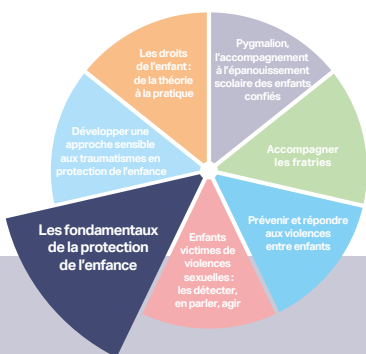 Les droits
de l'enfant :
de la théorie
à la pratique
Pygmalion,
l'accompagnement
à l'épanouissement
scolaire des enfants
confiés
Accompagner
les fratries
Prévenir et répondre
aux violences
entre enfants
Enfants
victimes de
violences
sexuelles :
les détecter,
en parler, agir
Les fondamentaux
de la protection
de l'enfance
Développer une
approche sensible
aux traumatismes en
protection de l'enfance